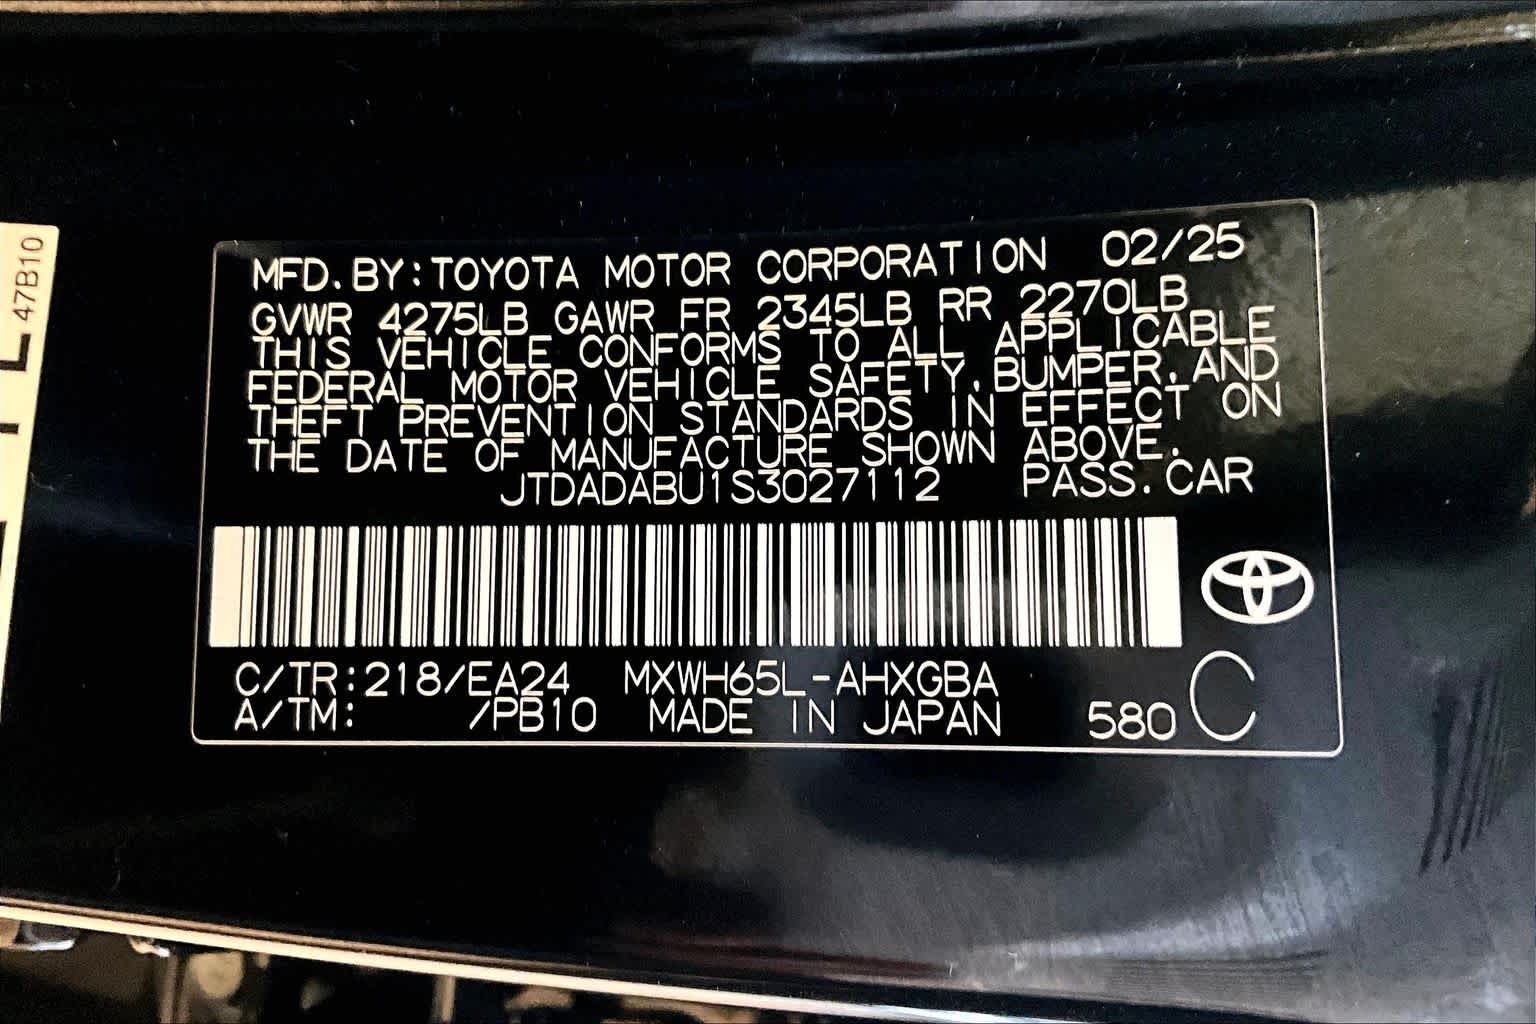 47B10
MFD.BY:TOYOTA MOTOR CORPORATION 02/25
GVWR 4275LB GAWR FR 2345LB RR 2270LB
THIS VEHICLE CONFORMS TO ALL APPLICABLE
FEDERAL MOTOR VEHICLE SAFETY,BUMPER,AND
THEFT PREVENTION STANDARDS IN EFFECT ON
THE DATE OF MANUFACTURE SHOWN ABOVE.
JTDADABU1S3027112 PASS.CAR
C/TR:218/EA24 MXWH65L-AHXGBA
A/TM: /PB10 MADE IN JAPAN 580 C